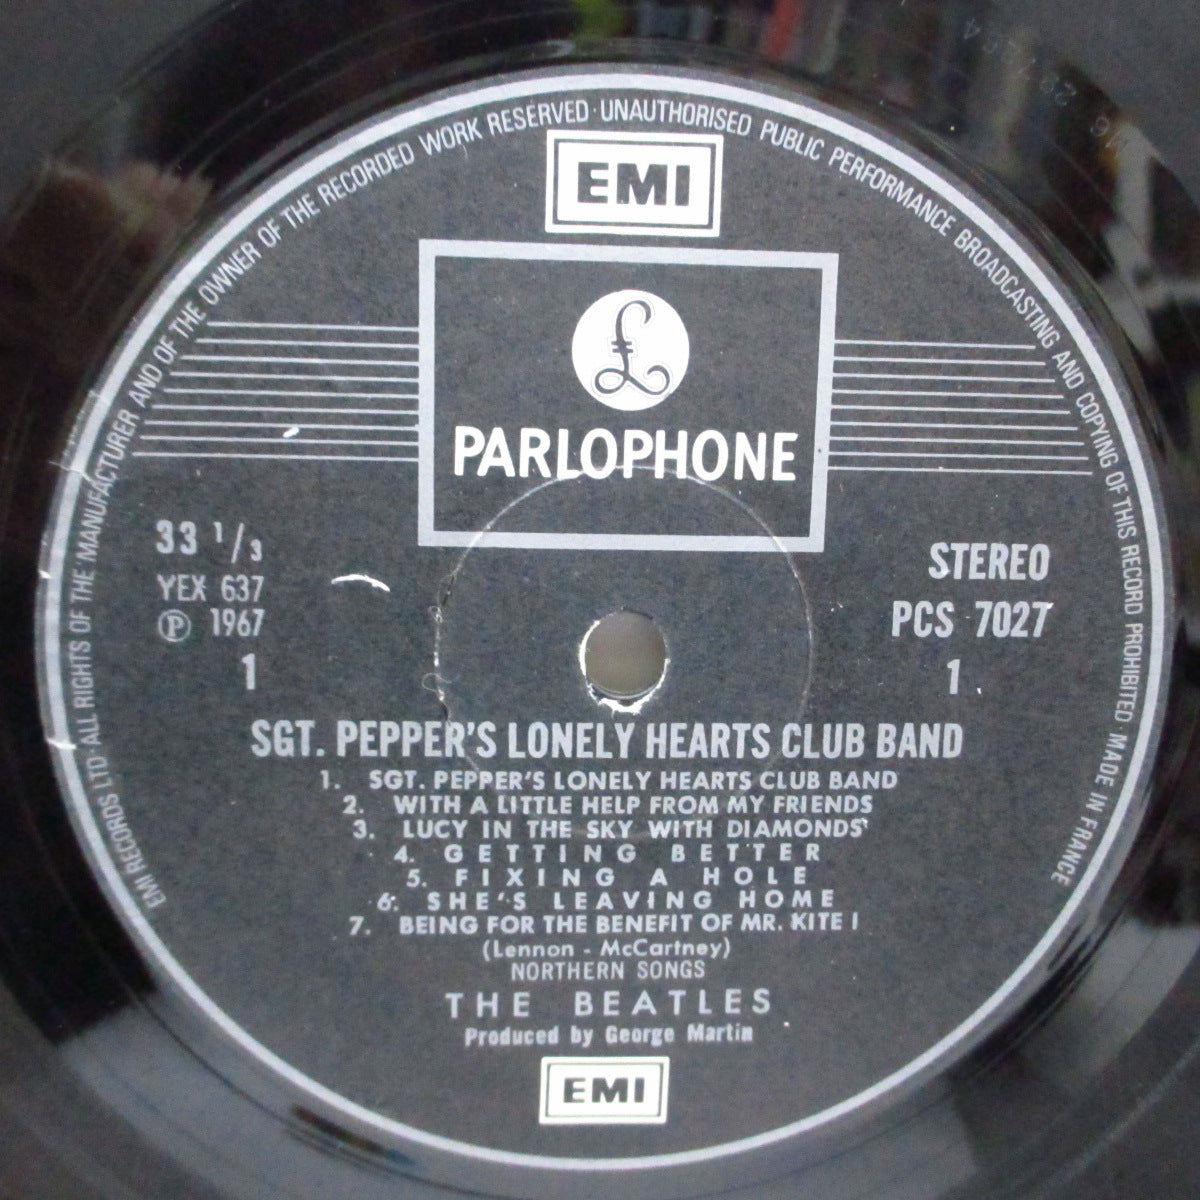 EMI RECORDS LTD · ALL RIGHTS OF THE MANUFACTURER AND OF THE OWNER OF THE RECORDED WORK RESERVED · UNAUTHORISED PUBLIC PERFORMANCE BROADCASTING AND COPYING OF THIS RECORD PROHIBITED · MADE IN FRANCE
EMI
£
PARLOPHONE
33 1/3
YEX 637
℗ 1967
1
STEREO
PCS 7027
1
SGT. PEPPER'S LONELY HEARTS CLUB BAND
1. SGT. PEPPER'S LONELY HEARTS CLUB BAND
2. WITH A LITTLE HELP FROM MY FRIENDS
3. LUCY IN THE SKY WITH DIAMONDS
4. GETTING BETTER
5. FIXING A HOLE
6. SHE'S LEAVING HOME
7. BEING FOR THE BENEFIT OF MR. KITE !
(Lennon - McCartney)
NORTHERN SONGS
THE BEATLES
Produced by George Martin
EMI